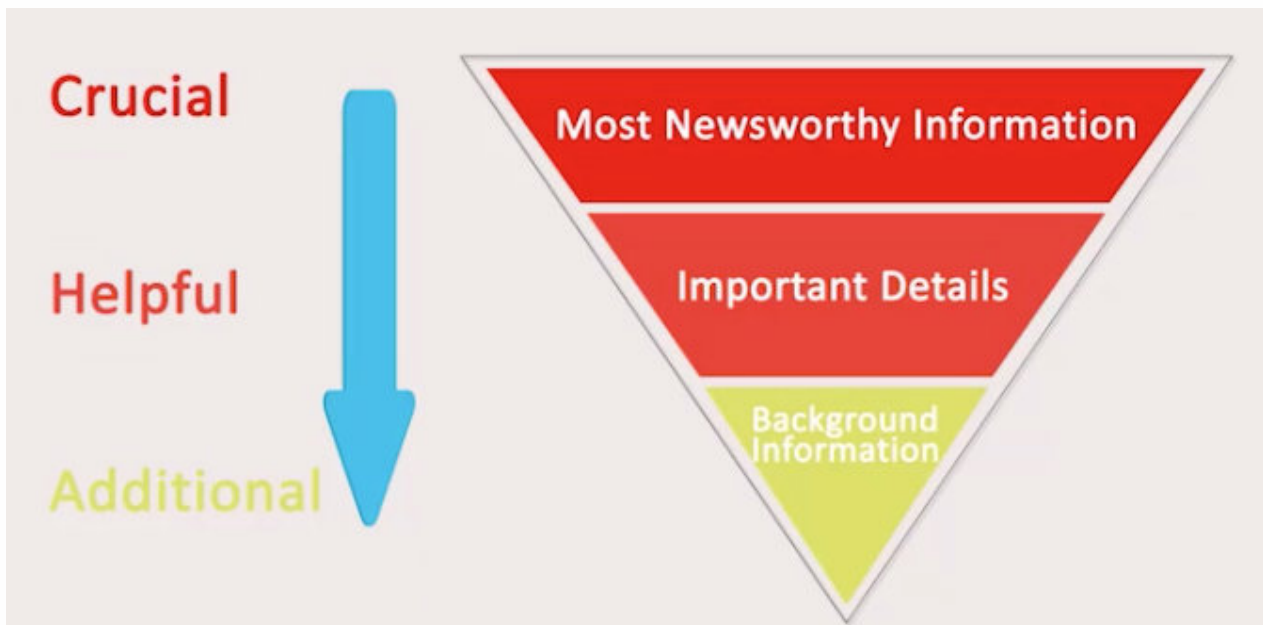 Crucial
Most Newsworthy Information
Helpful
Important Details
Additional
Background
Information